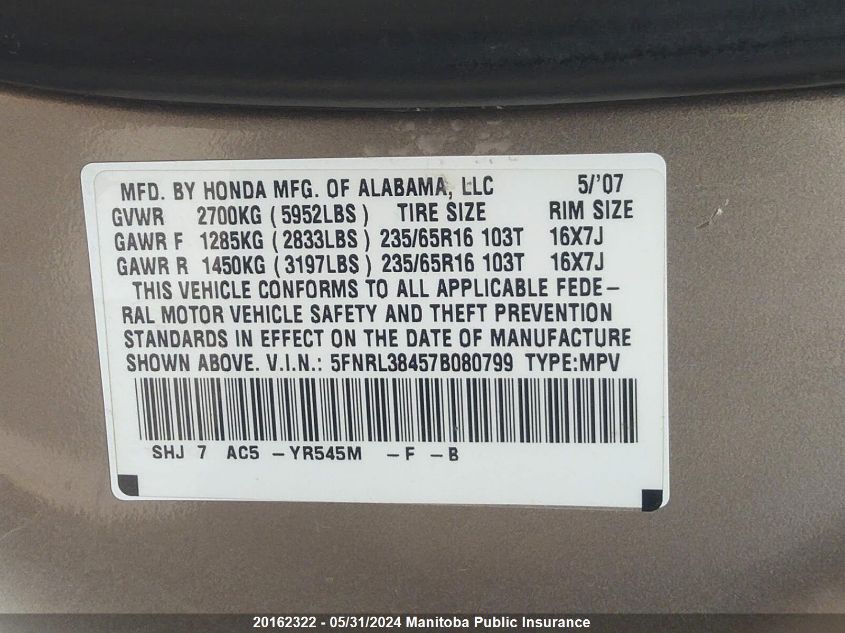 MFD. BY HONDA MFG. OF ALABAMA, LLC 5/'07
GVWR 2700KG (5952LBS) TIRE SIZE RIM SIZE
GAWR F 1285KG (2833LBS) 235/65R16 103T 16X7J
GAWR R 1450KG (3197LBS) 235/65R16 103T 16X7J
THIS VEHICLE CONFORMS TO ALL APPLICABLE FEDE-
RAL MOTOR VEHICLE SAFETY AND THEFT PREVENTION
STANDARDS IN EFFECT ON THE DATE OF MANUFACTURE
SHOWN ABOVE. V.I.N.: 5FNRL38457B080799 TYPE:MPV
SHJ 7 AC5 -YR545M -F -B
20162322 - 05/31/2024 Manitoba Public Insurance